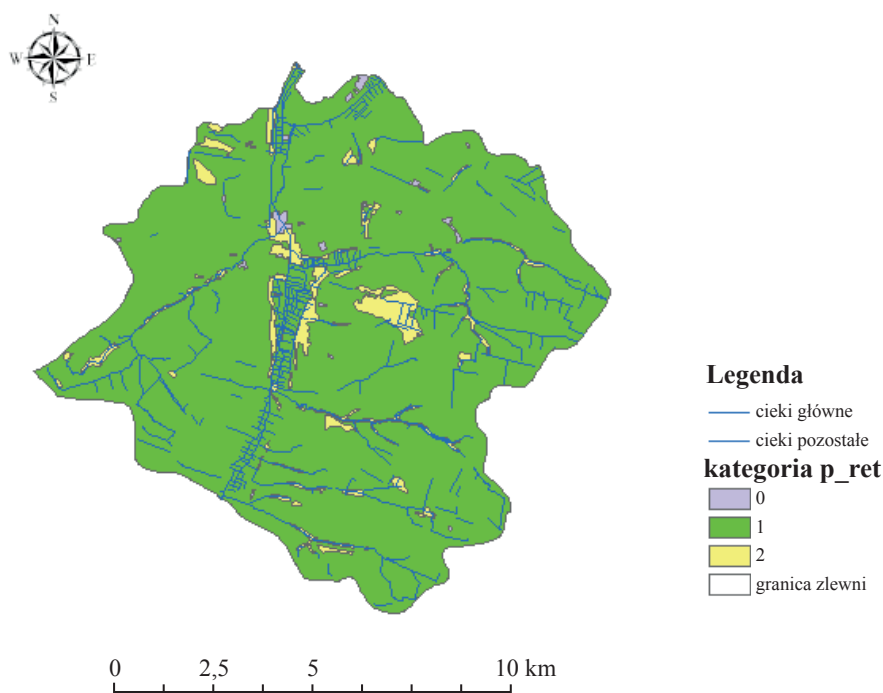 N
W E
S
Legenda
cieki główne
cieki pozostałe
kategoria p_ret
0
1
2
granica zlewni
0 2,5 5 10 km